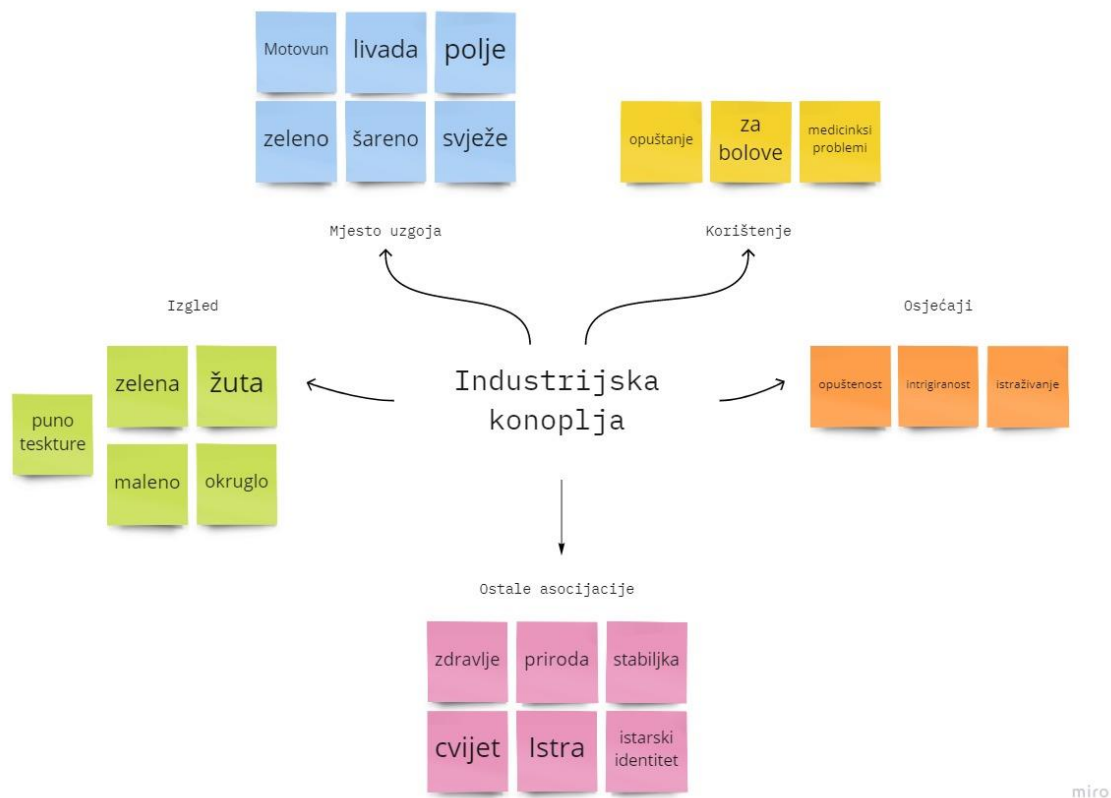 Motovun
livada
polje
zeleno
šareno
svježe
Mjesto uzgoja
opuštanje
za
bolove
medicinksi
problemi
Korištenje
Izgled
zelena
žuta
puno
teskture
maleno
okruglo
Industrijska
konoplja
Osjećaji
opuštenost
intrigiranost
istraživanje
Ostale asocijacije
zdravlje
priroda
stabiljka
cvijet
Istra
istarski
identitet
miro